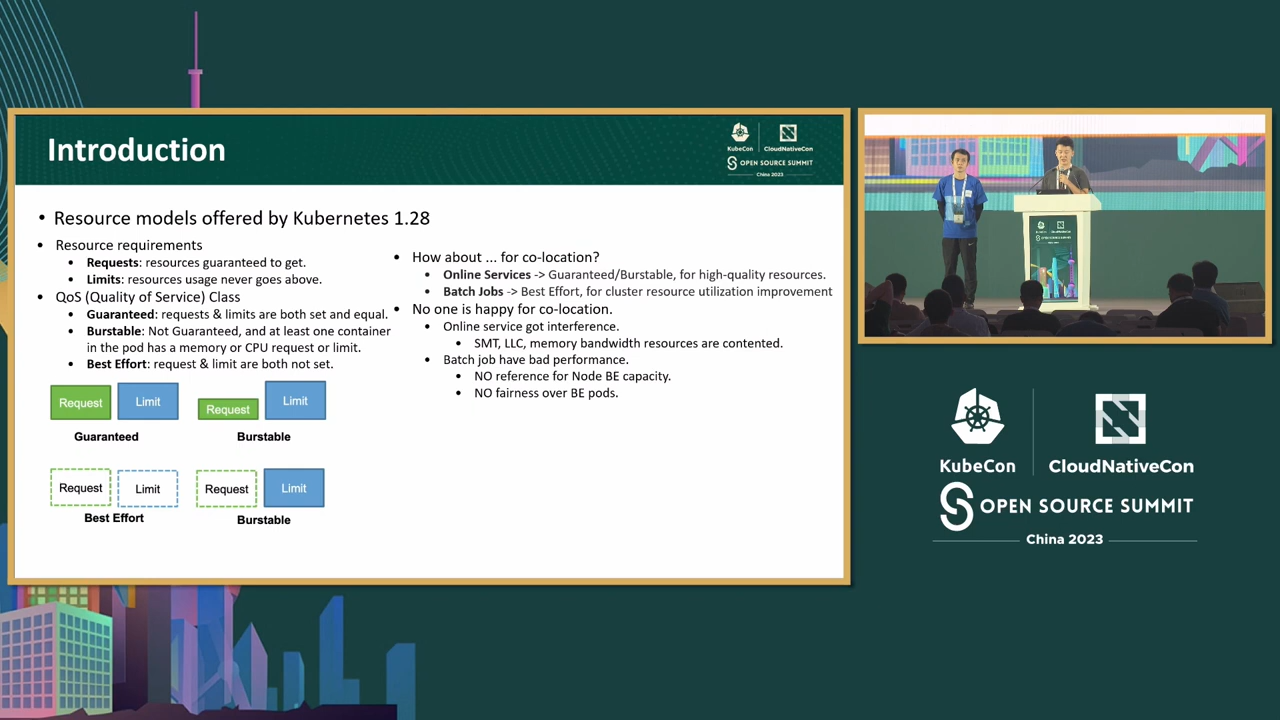 Introduction
KubeCon
CloudNativeCon
OPEN SOURCE SUMMIT
China 2023
• Resource models offered by Kubernetes 1.28
• Resource requirements
• Requests: resources guaranteed to get.
• Limits: resources usage never goes above.
• QoS (Quality of Service) Class
• Guaranteed: requests & limits are both set and equal.
• Burstable: Not Guaranteed, and at least one container
in the pod has a memory or CPU request or limit.
• Best Effort: request & limit are both not set.
Request
Limit
Guaranteed
Request
Limit
Burstable
Request
Limit
Best Effort
Request
Limit
Burstable
• How about ... for co-location?
• Online Services -> Guaranteed/Burstable, for high-quality resources.
• Batch Jobs -> Best Effort, for cluster resource utilization improvement
• No one is happy for co-location.
• Online service got interference.
• SMT, LLC, memory bandwidth resources are contented.
• Batch job have bad performance.
• NO reference for Node BE capacity.
• NO fairness over BE pods.
OPEN SOURCE SUMMIT
KubeCon
CloudNativeCon
OPEN SOURCE SUMMIT
China 2023